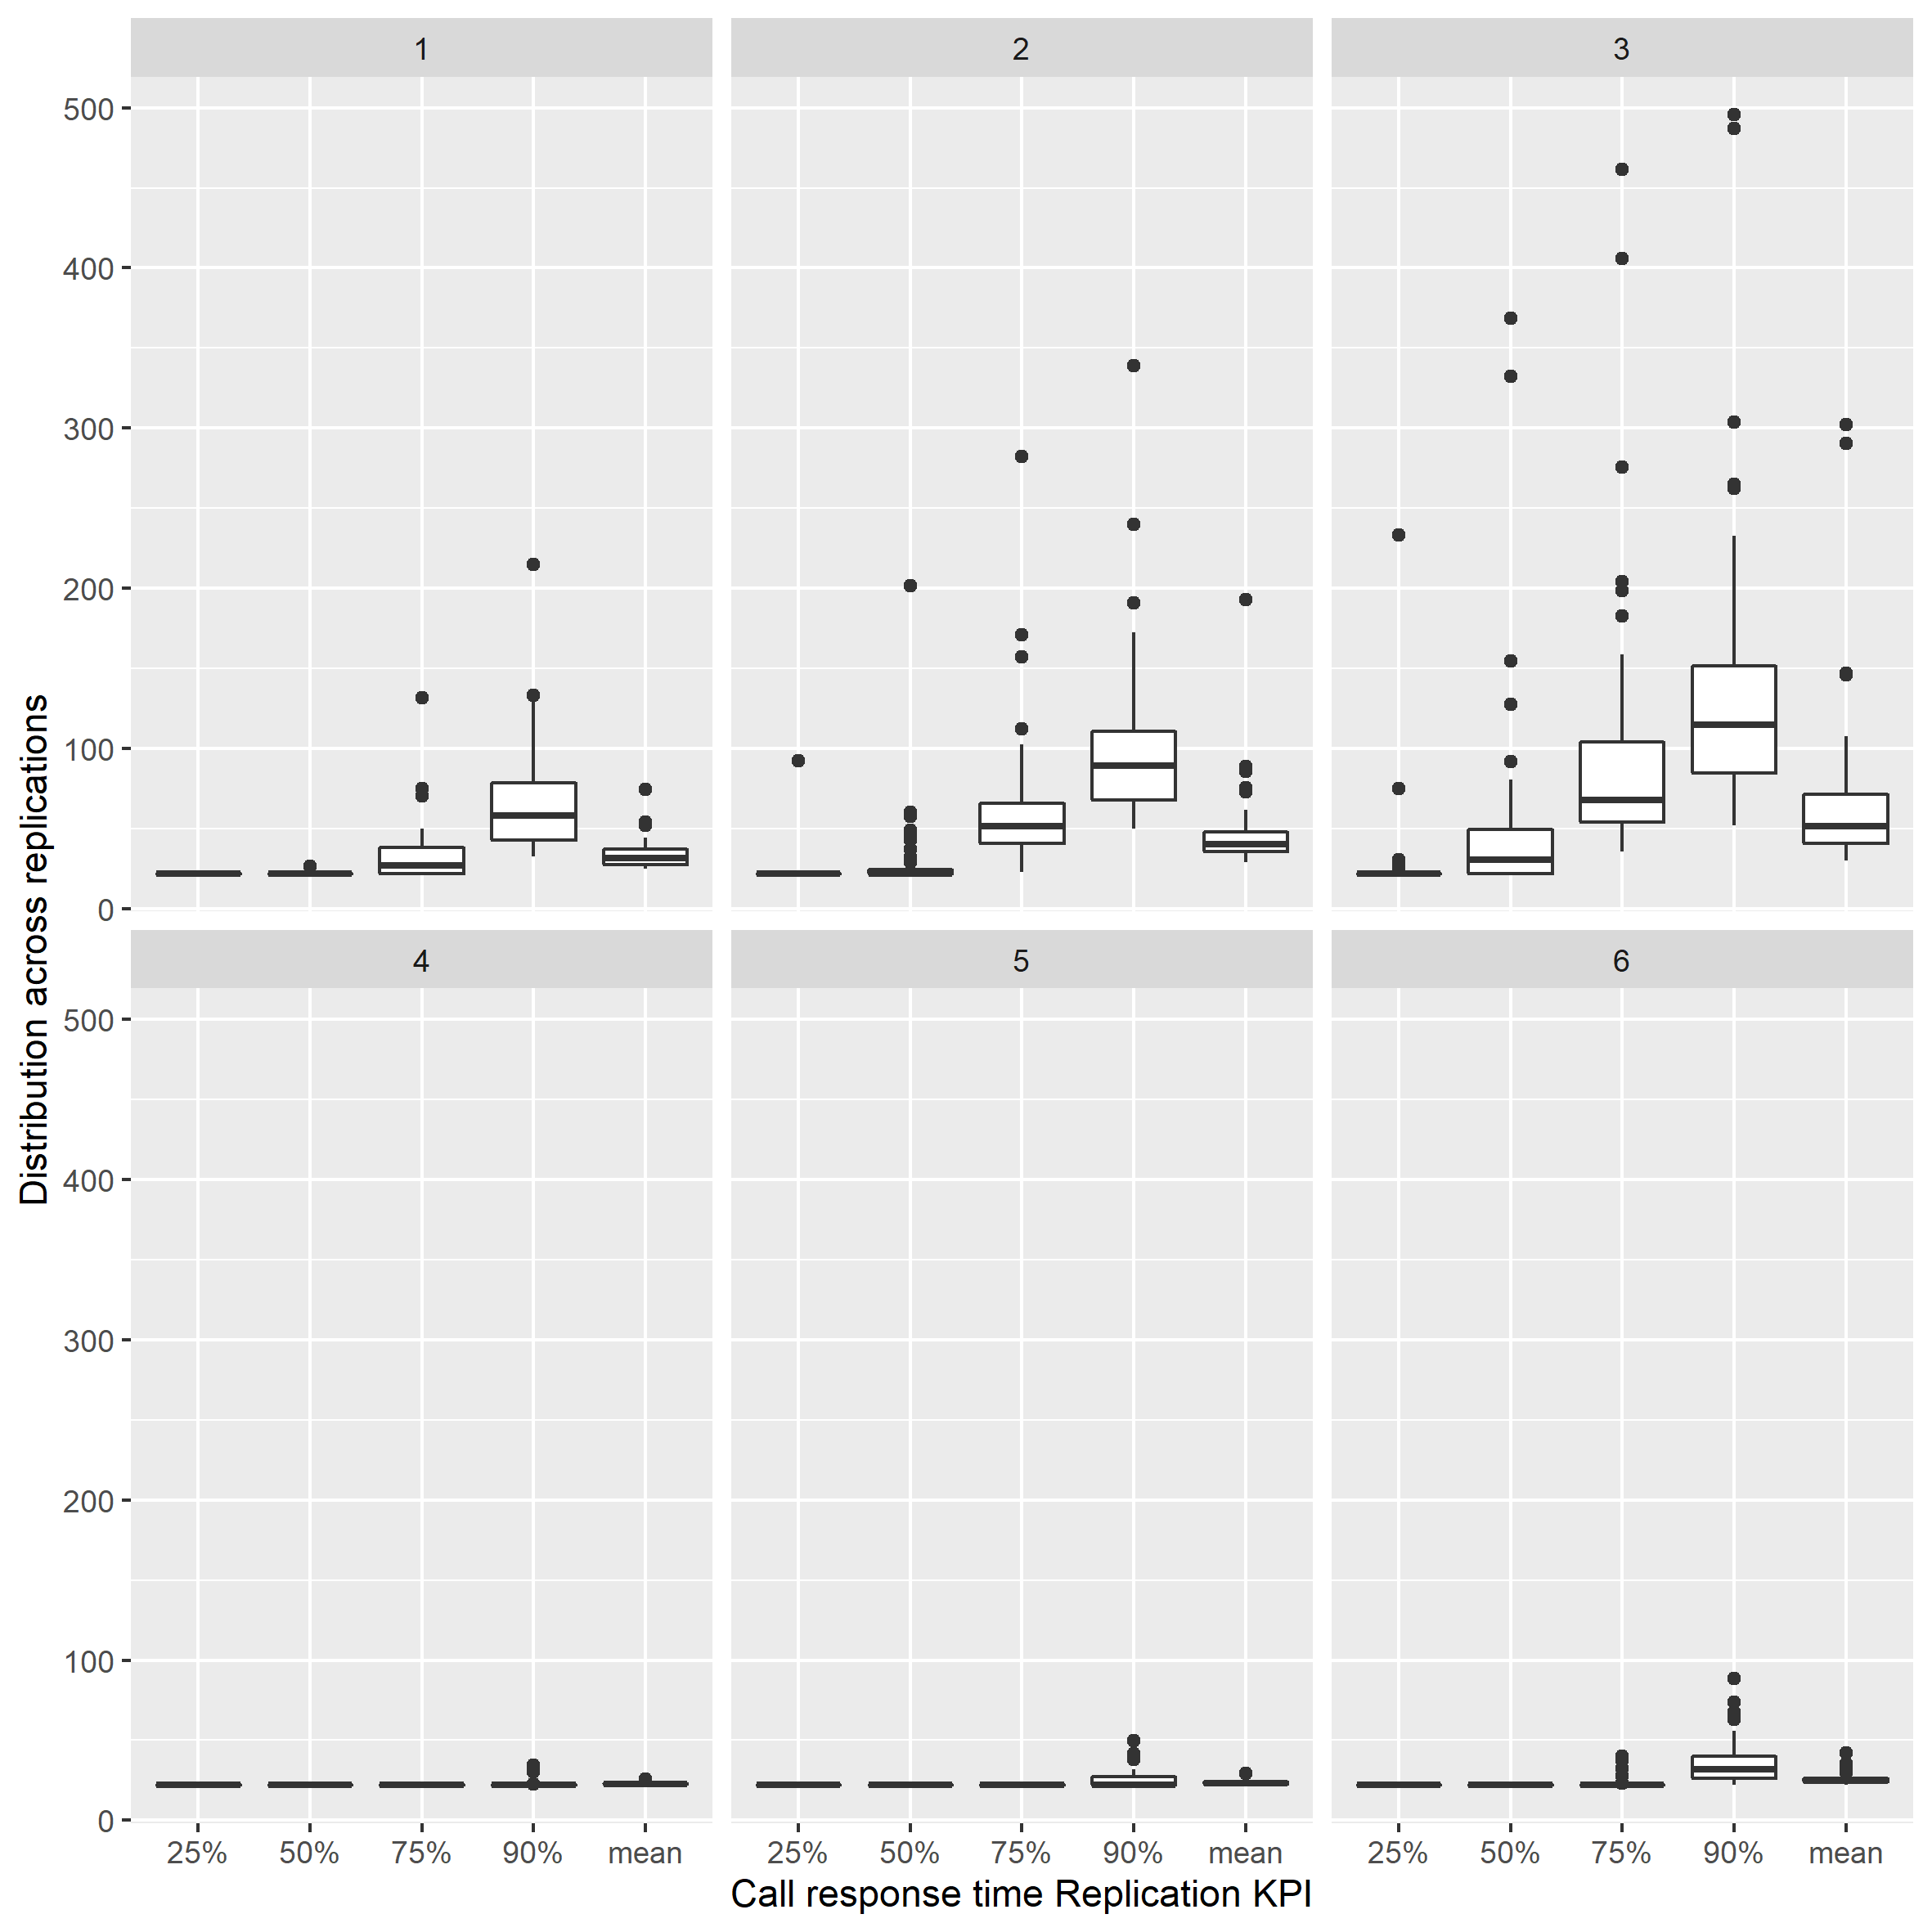 1 2 3
500
400
300
200
100
0
Distribution across replications
4 5 6
500
400
300
200
100
0
25% 50% 75% 90% mean 25% 50% 75% 90% mean 25% 50% 75% 90% mean
Call response time Replication KPI